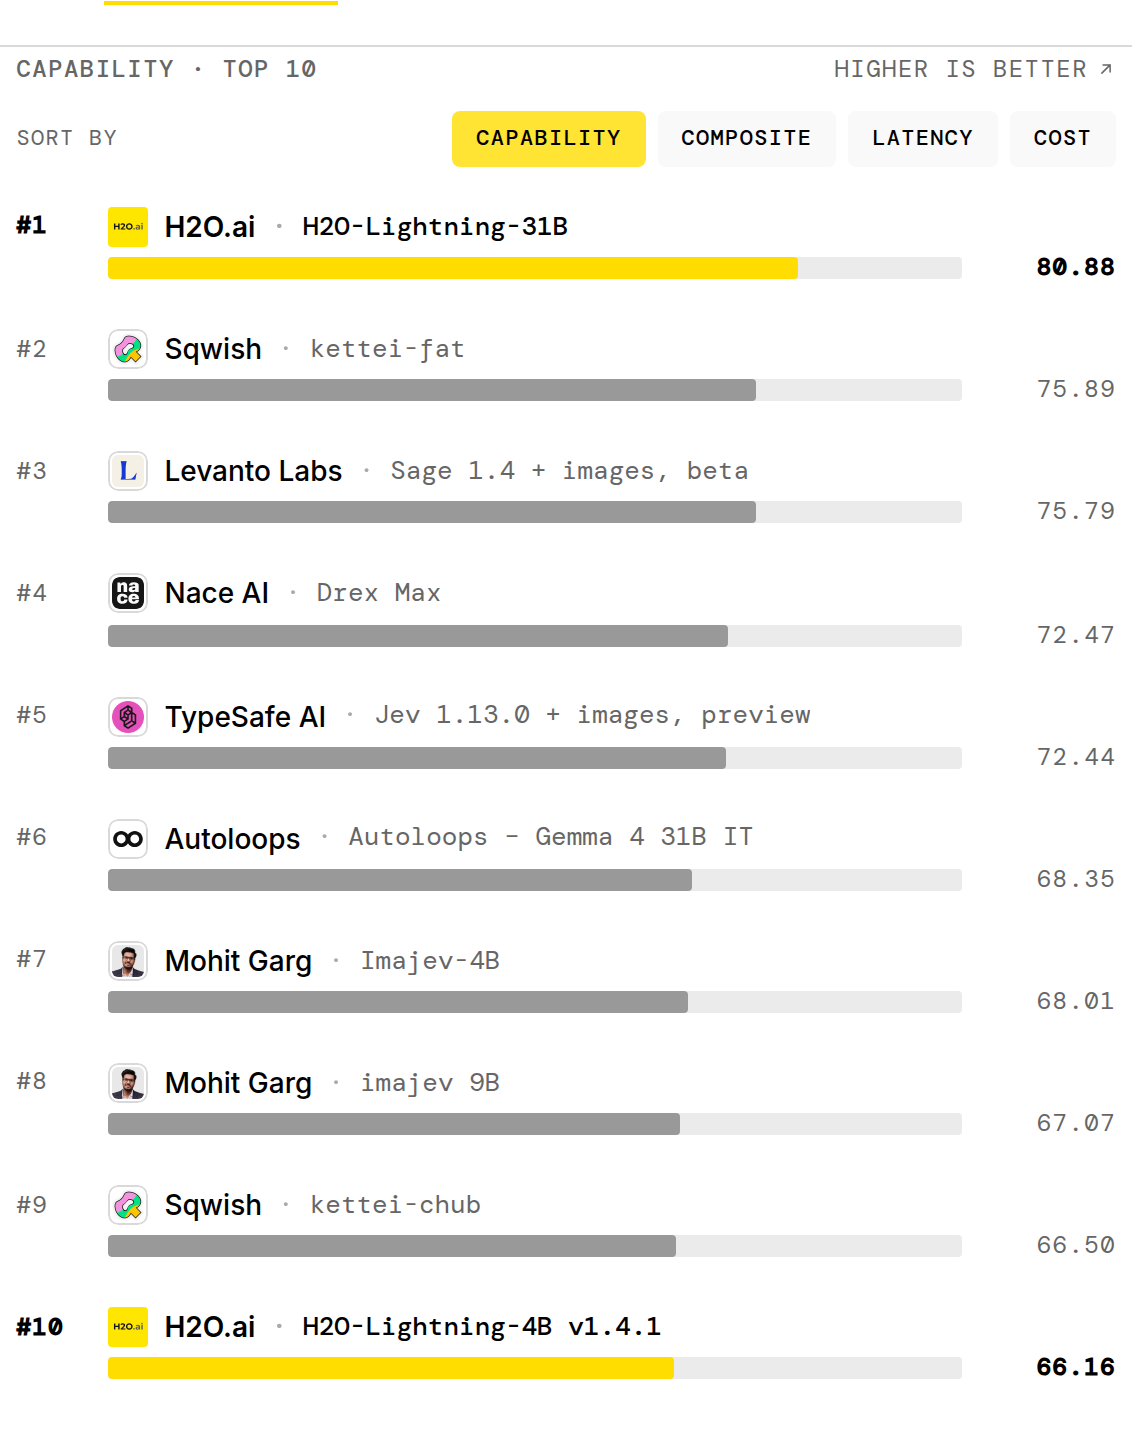 CAPABILITY · TOP 10 HIGHER IS BETTER ↗
SORT BY CAPABILITY COMPOSITE LATENCY COST
#1 H2O.ai H2O.ai · H2O-Lightning-31B
80.88
#2 Sqwish · kettei-fat
75.89
#3 L Levanto Labs · Sage 1.4 + images, beta
75.79
#4 nace Nace AI · Drex Max
72.47
#5 TypeSafe AI · Jev 1.13.0 + images, preview
72.44
#6 Autoloops · Autoloops – Gemma 4 31B IT
68.35
#7 Mohit Garg · Imajev-4B
68.01
#8 Mohit Garg · imajev 9B
67.07
#9 Sqwish · kettei-chub
66.50
#10 H2O.ai H2O.ai · H2O-Lightning-4B v1.4.1
66.16